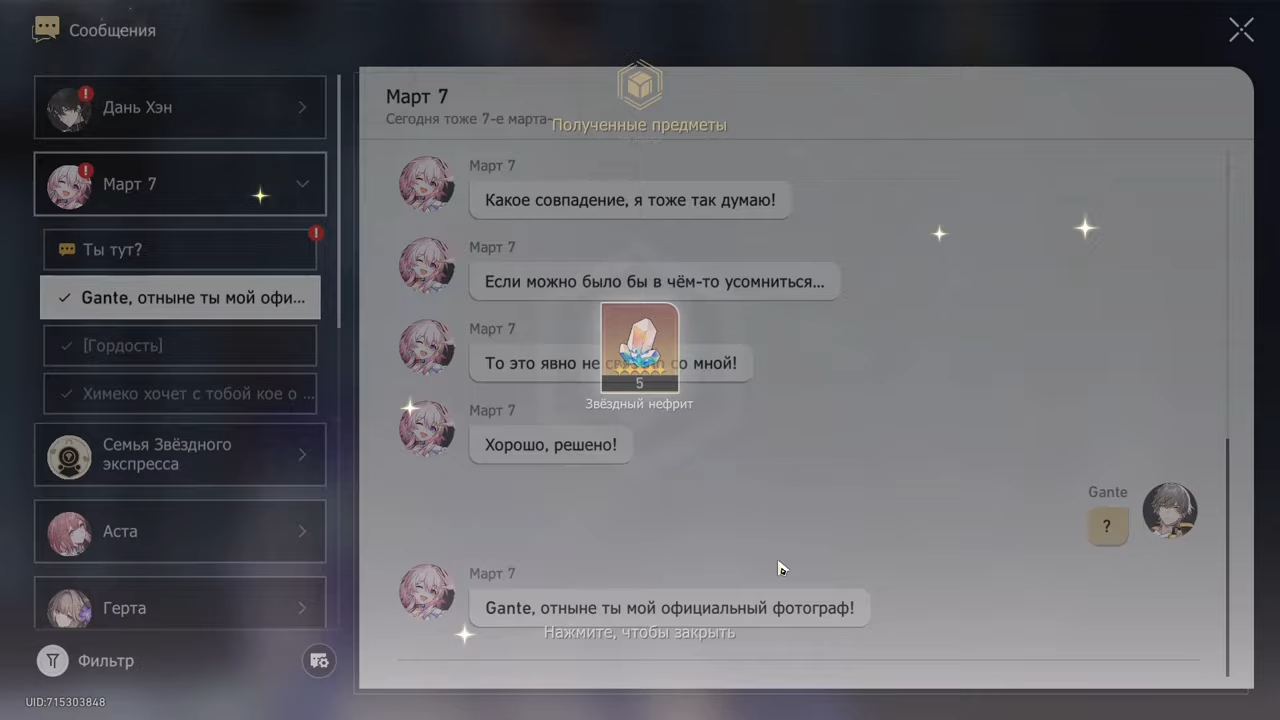 Сообщения
Дань Хэн
Март 7
Ты тут?
Gante, отныне ты мой офи...
[Гордость]
Химеко хочет с тобой кое о ...
Семья Звёздного
экспресса
Аста
Герта
Фильтр
UID:715303848
Март 7
Сегодня тоже 7-е марта~
Полученные предметы
Март 7
Какое совпадение, я тоже так думаю!
Март 7
Если можно было бы в чём-то усомниться...
Март 7
То это явно не связан со мной!
5
Звёздный нефрит
Март 7
Хорошо, решено!
Gante
?
Март 7
Gante, отныне ты мой официальный фотограф!
Нажмите, чтобы закрыть